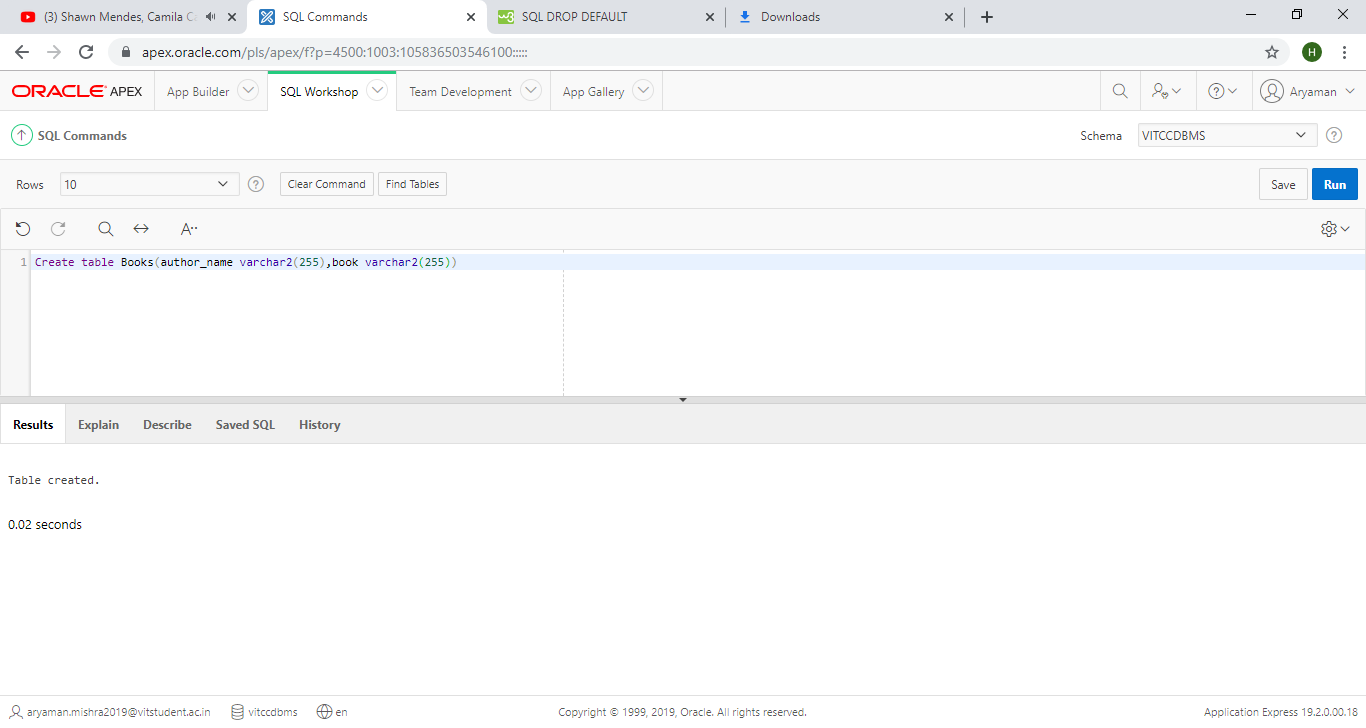 (3) Shawn Mendes, Camila C
SQL Commands
SQL DROP DEFAULT
Downloads
apex.oracle.com/pls/apex/f?p=4500:1003:105836503546100:::::
H
ORACLE APEX
App Builder
SQL Workshop
Team Development
App Gallery
Aryaman
SQL Commands
Schema
VITCCDBMS
Rows
10
Clear Command
Find Tables
Save
Run
1 Create table Books(author_name varchar2(255),book varchar2(255))
Results
Explain
Describe
Saved SQL
History
Table created.
0.02 seconds
aryaman.mishra2019@vitstudent.ac.in
vitccdbms
en
Copyright © 1999, 2019, Oracle. All rights reserved.
Application Express 19.2.0.00.18